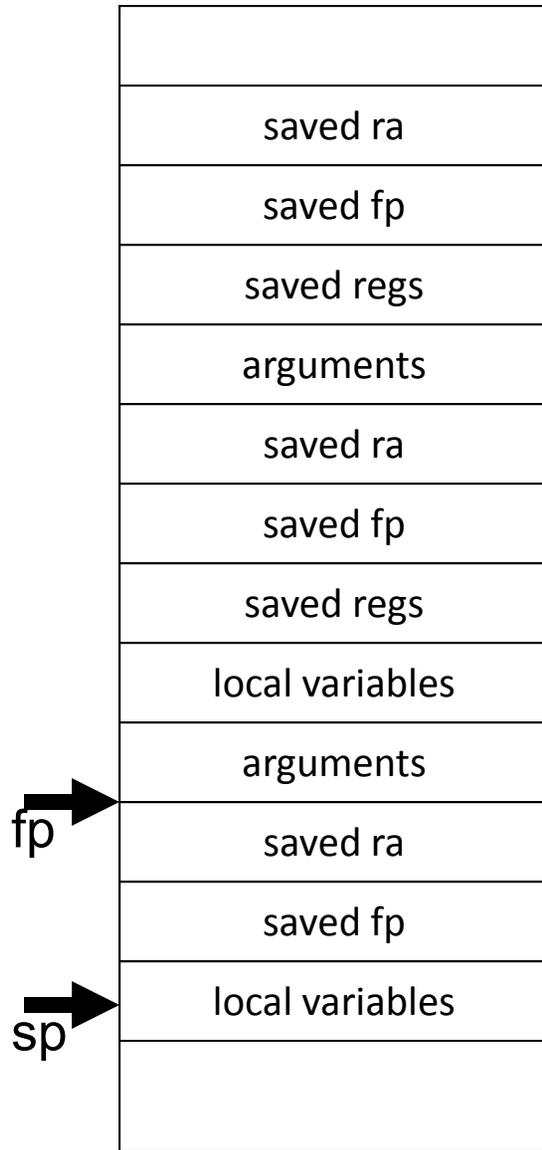 saved ra
saved fp
saved regs
arguments
saved ra
saved fp
saved regs
local variables
arguments
fp
saved ra
saved fp
local variables
sp